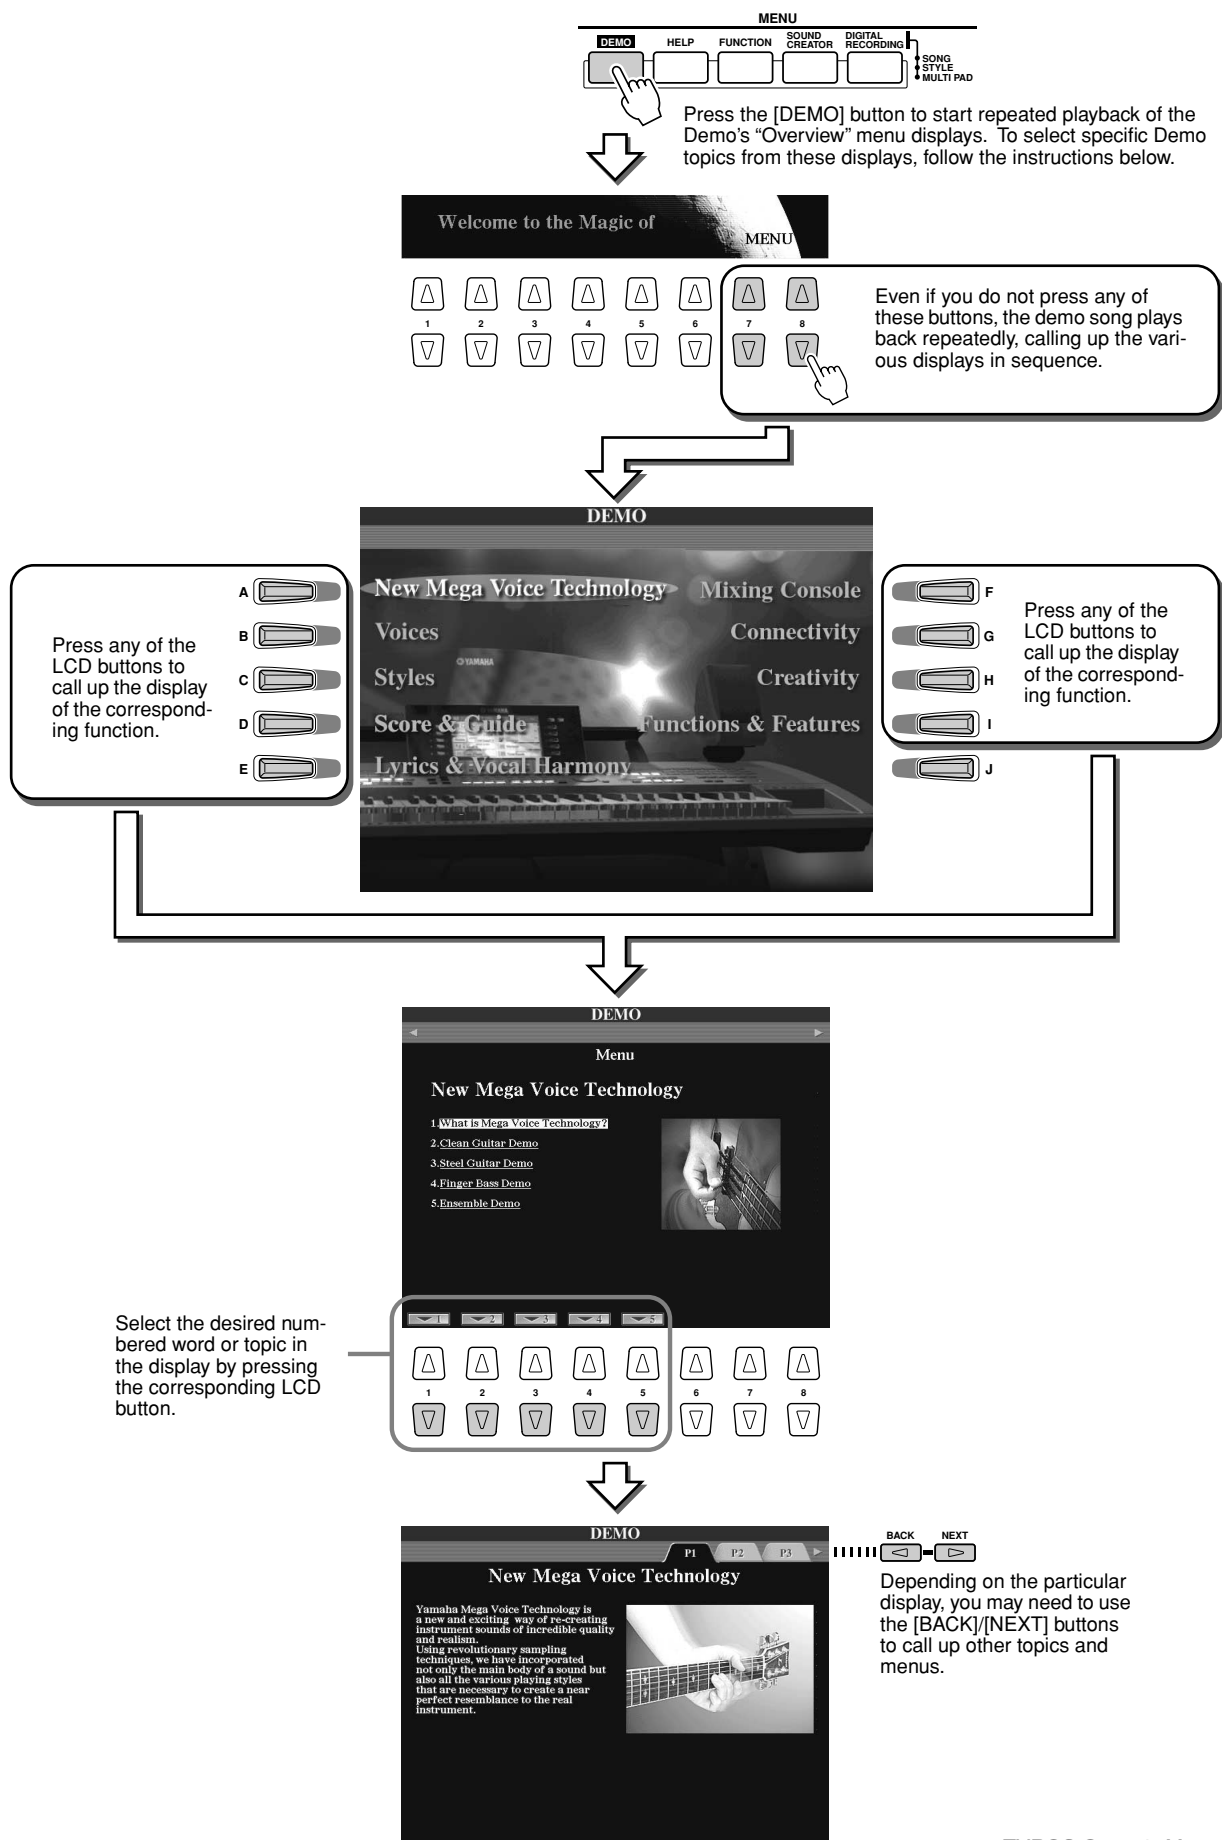 MENU
DEMO
HELP
FUNCTION
SOUND CREATOR
DIGITAL RECORDING
SONG
STYLE
MULTI PAD
Press the [DEMO] button to start repeated playback of the
Demo's “Overview” menu displays. To select specific Demo
topics from these displays, follow the instructions below.
Welcome to the Magic of
MENU
1 2 3 4 5 6 7 8
Even if you do not press any of
these buttons, the demo song plays
back repeatedly, calling up the vari-
ous displays in sequence.
DEMO
New Mega Voice Technology
Mixing Console
Voices
Connectivity
YAMAHA
Styles
Creativity
Score & Guide
Functions & Features
Lyrics & Vocal Harmony
A
B
C
D
E
Press any of the
LCD buttons to
call up the display
of the correspond-
ing function.
F
G
H
I
J
Press any of the
LCD buttons to
call up the display
of the correspond-
ing function.
DEMO
Menu
New Mega Voice Technology
1.What is Mega Voice Technology?
2.Clean Guitar Demo
3.Steel Guitar Demo
4.Finger Bass Demo
5.Ensemble Demo
1 2 3 4 5
1 2 3 4 5 6 7 8
Select the desired num-
bered word or topic in
the display by pressing
the corresponding LCD
button.
DEMO
P1 P2 P3
New Mega Voice Technology
Yamaha Mega Voice Technology is
a new and exciting way of re-creating
instrument sounds of incredible quality
and realism.
Using revolutionary sampling
techniques, we have incorporated
not only the main body of a sound but
also all the various playing styles
that are necessary to create a near
perfect resemblance to the real
instrument.
BACK NEXT
Depending on the particular
display, you may need to use
the [BACK]/[NEXT] buttons
to call up other topics and
menus.